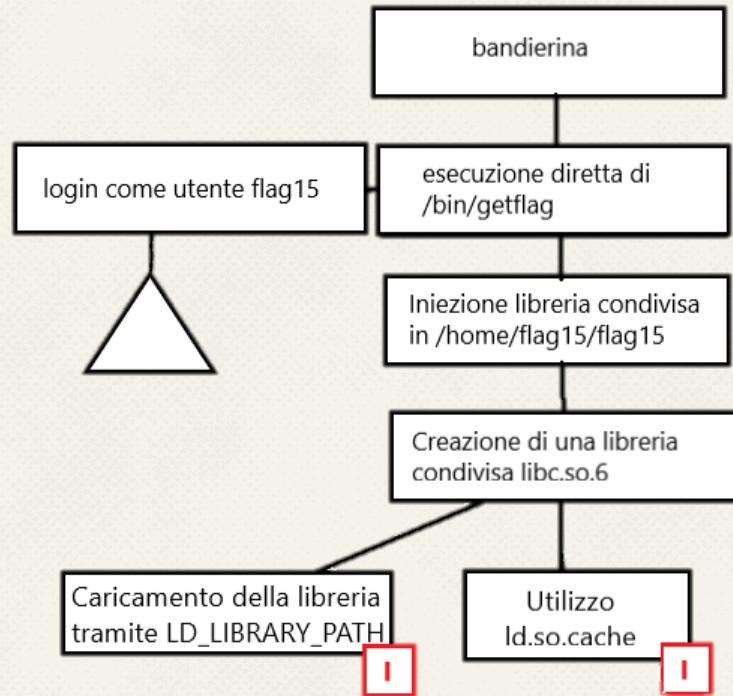 bandierina
login come utente flag15
esecuzione diretta di
/bin/getflag
Iniezione libreria condivisa
in /home/flag15/flag15
Creazione di una libreria
condivisa libc.so.6
Caricamento della libreria
tramite LD_LIBRARY_PATH
I
Utilizzo
ld.so.cache
I